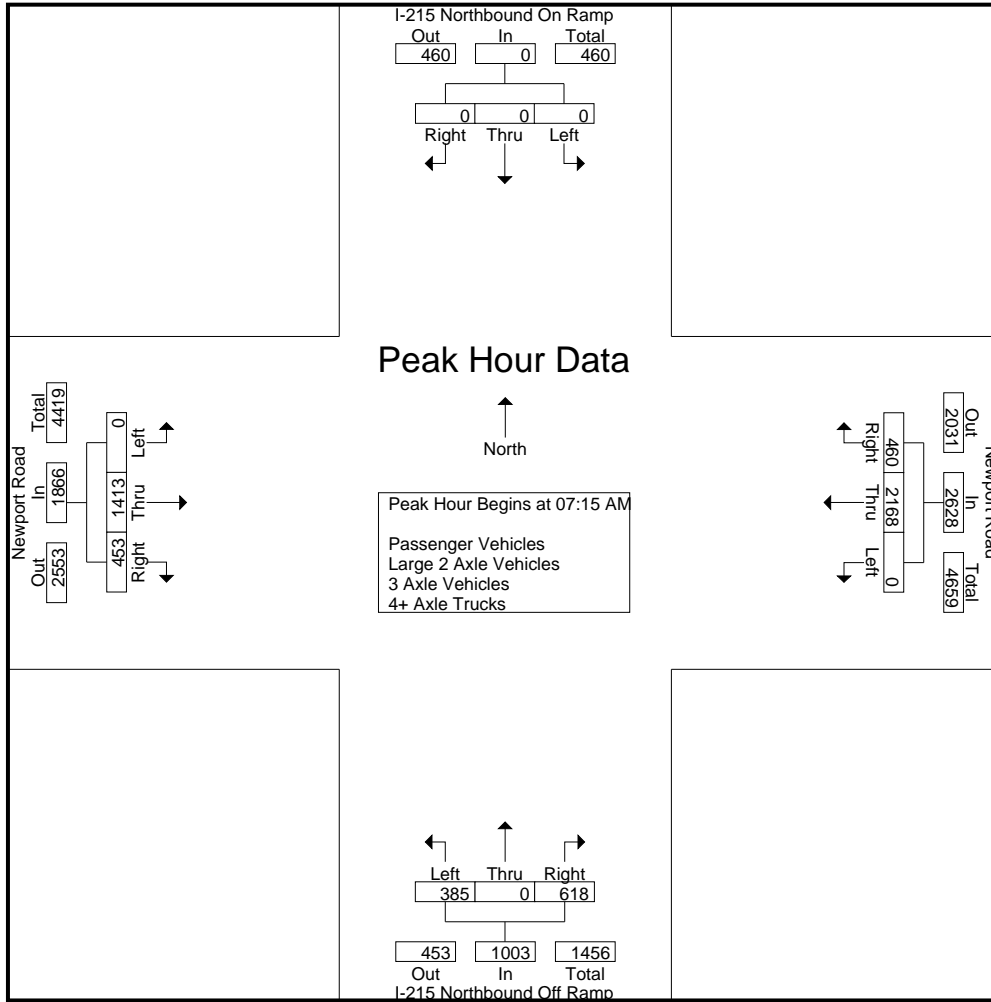 I-215 Northbound On Ramp
Out In Total
460 0 460
0 0 0
Right Thru Left
Peak Hour Data
North
Peak Hour Begins at 07:15 AM
Passenger Vehicles
Large 2 Axle Vehicles
3 Axle Vehicles
4+ Axle Trucks
Newport Road
Out In Total
2553 1866 4419
Left Thru Right
0 1413 453
Newport Road
Out In Total
2031 2628 4659
Right Thru Left
460 2168 0
Left Thru Right
385 0 618
453 1003 1456
Out In Total
I-215 Northbound Off Ramp